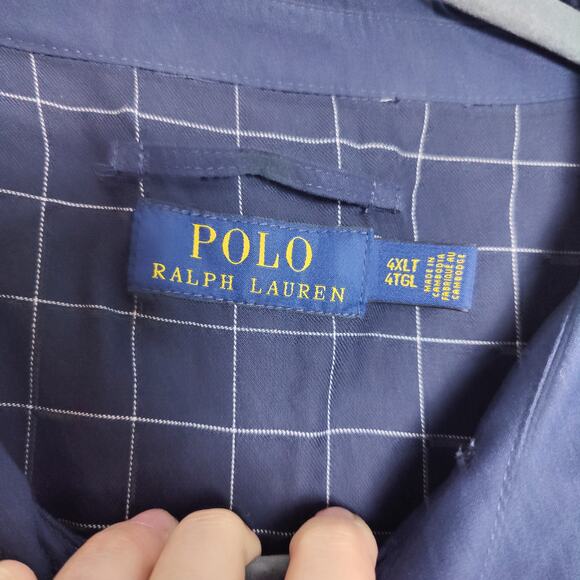 POLO
RALPH LAUREN
4XLT
4TGL
MADE IN
CAMBODIA
FABRIQUÉ AU
CAMBODGE